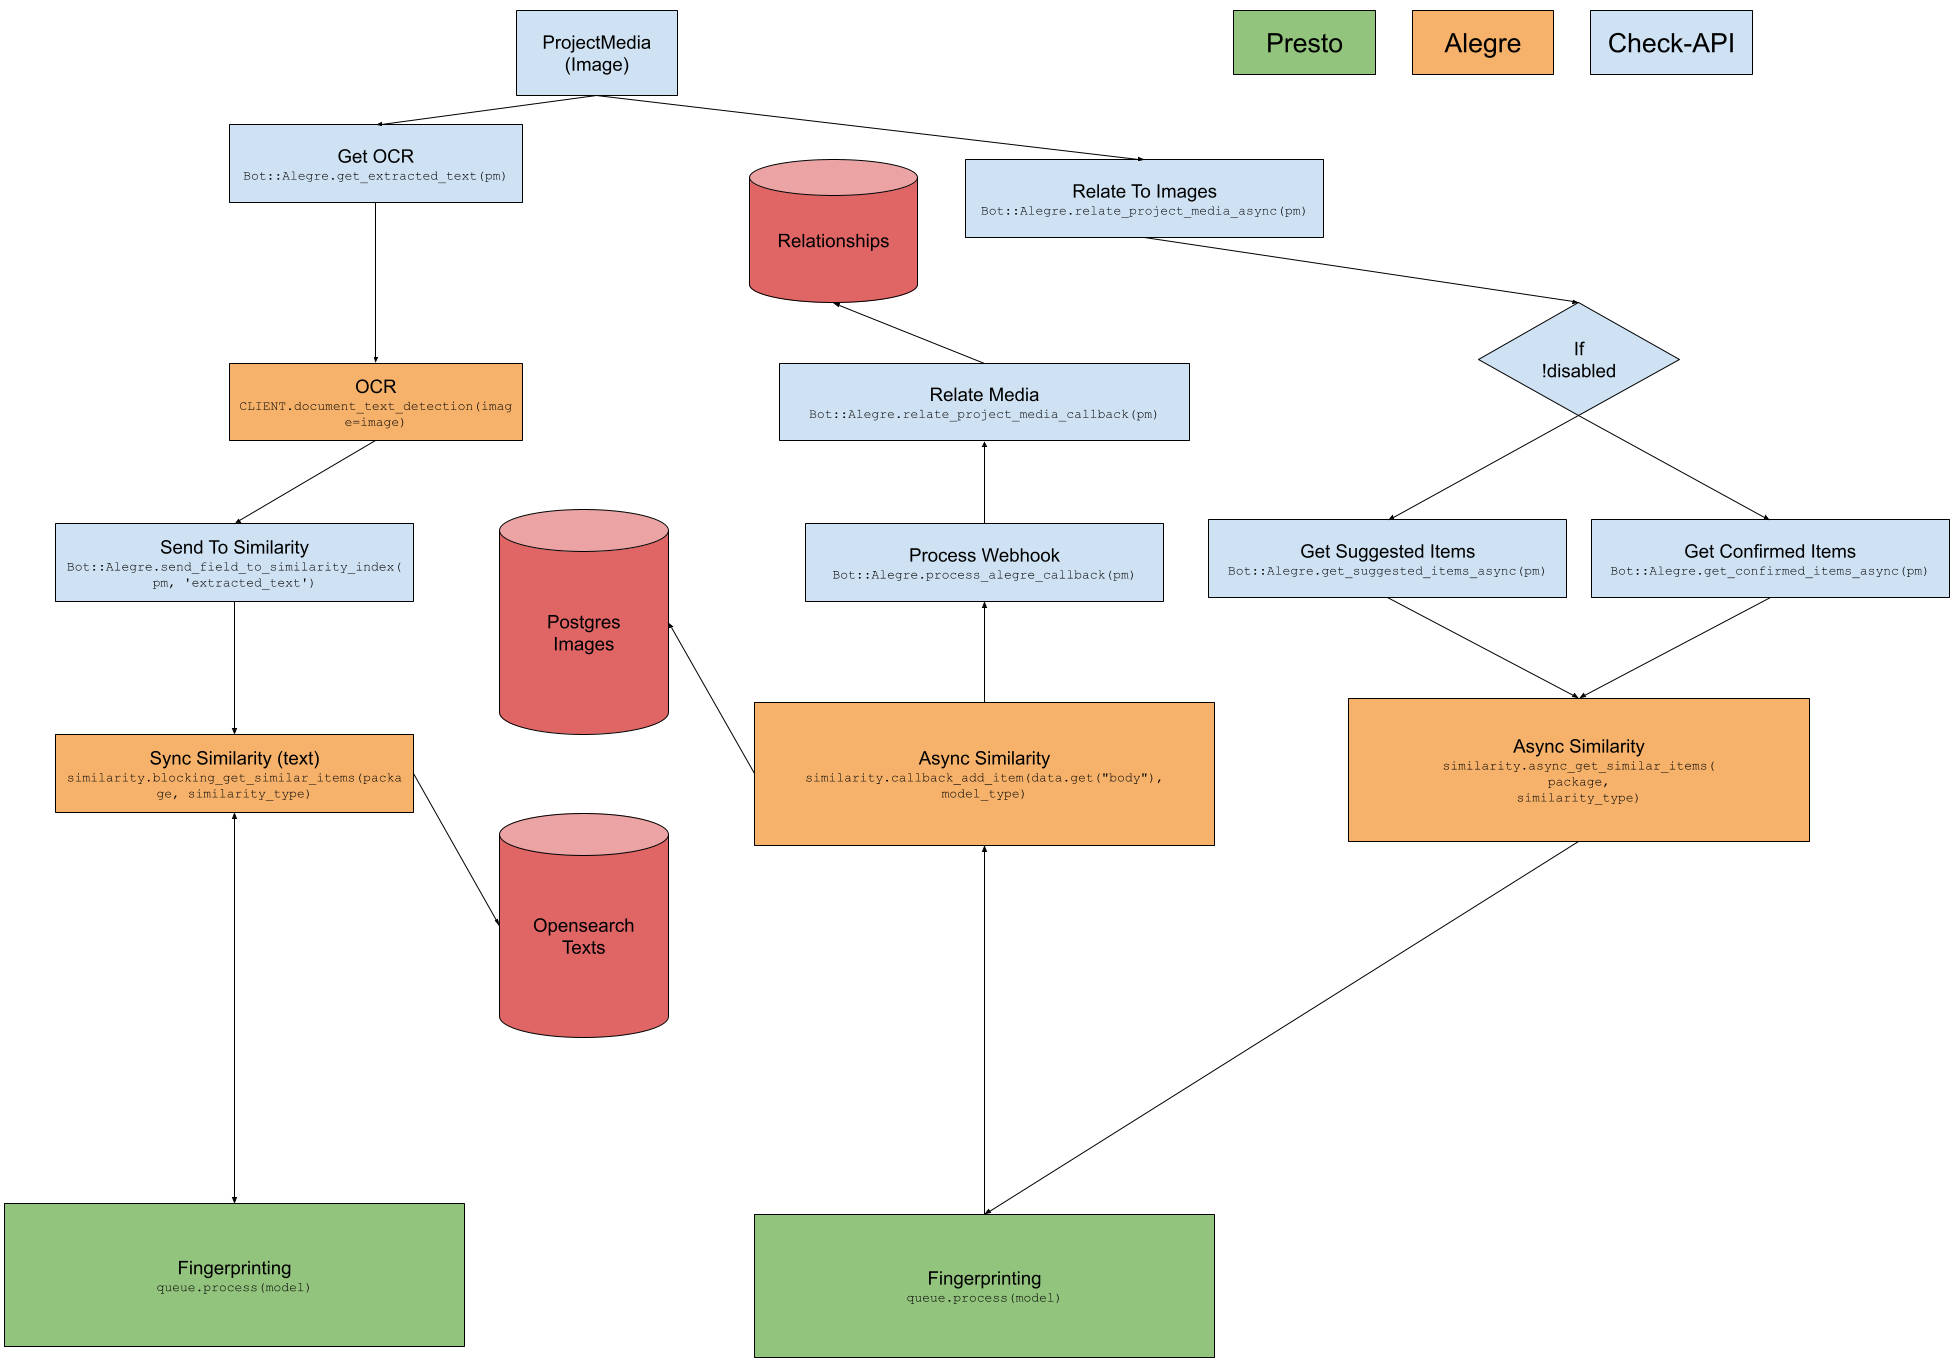 ProjectMedia
(Image)
Presto
Alegre
Check-API
Get OCR
Bot::Alegre.get_extracted_text(pm)
Relate To Images
Bot::Alegre.relate_project_media_async(pm)
Relationships
If
!disabled
OCR
CLIENT.document_text_detection(imag
e=image)
Relate Media
Bot::Alegre.relate_project_media_callback(pm)
Send To Similarity
Bot::Alegre.send_field_to_similarity_index(
pm, 'extracted_text')
Postgres
Images
Process Webhook
Bot::Alegre.process_alegre_callback(pm)
Get Suggested Items
Bot::Alegre.get_suggested_items_async(pm)
Get Confirmed Items
Bot::Alegre.get_confirmed_items_async(pm)
Sync Similarity (text)
similarity.blocking_get_similar_items(packa
ge, similarity_type)
Async Similarity
similarity.callback_add_item(data.get("body"),
model_type)
Async Similarity
similarity.async_get_similar_items(
package,
similarity_type)
Opensearch
Texts
Fingerprinting
queue.process(model)
Fingerprinting
queue.process(model)